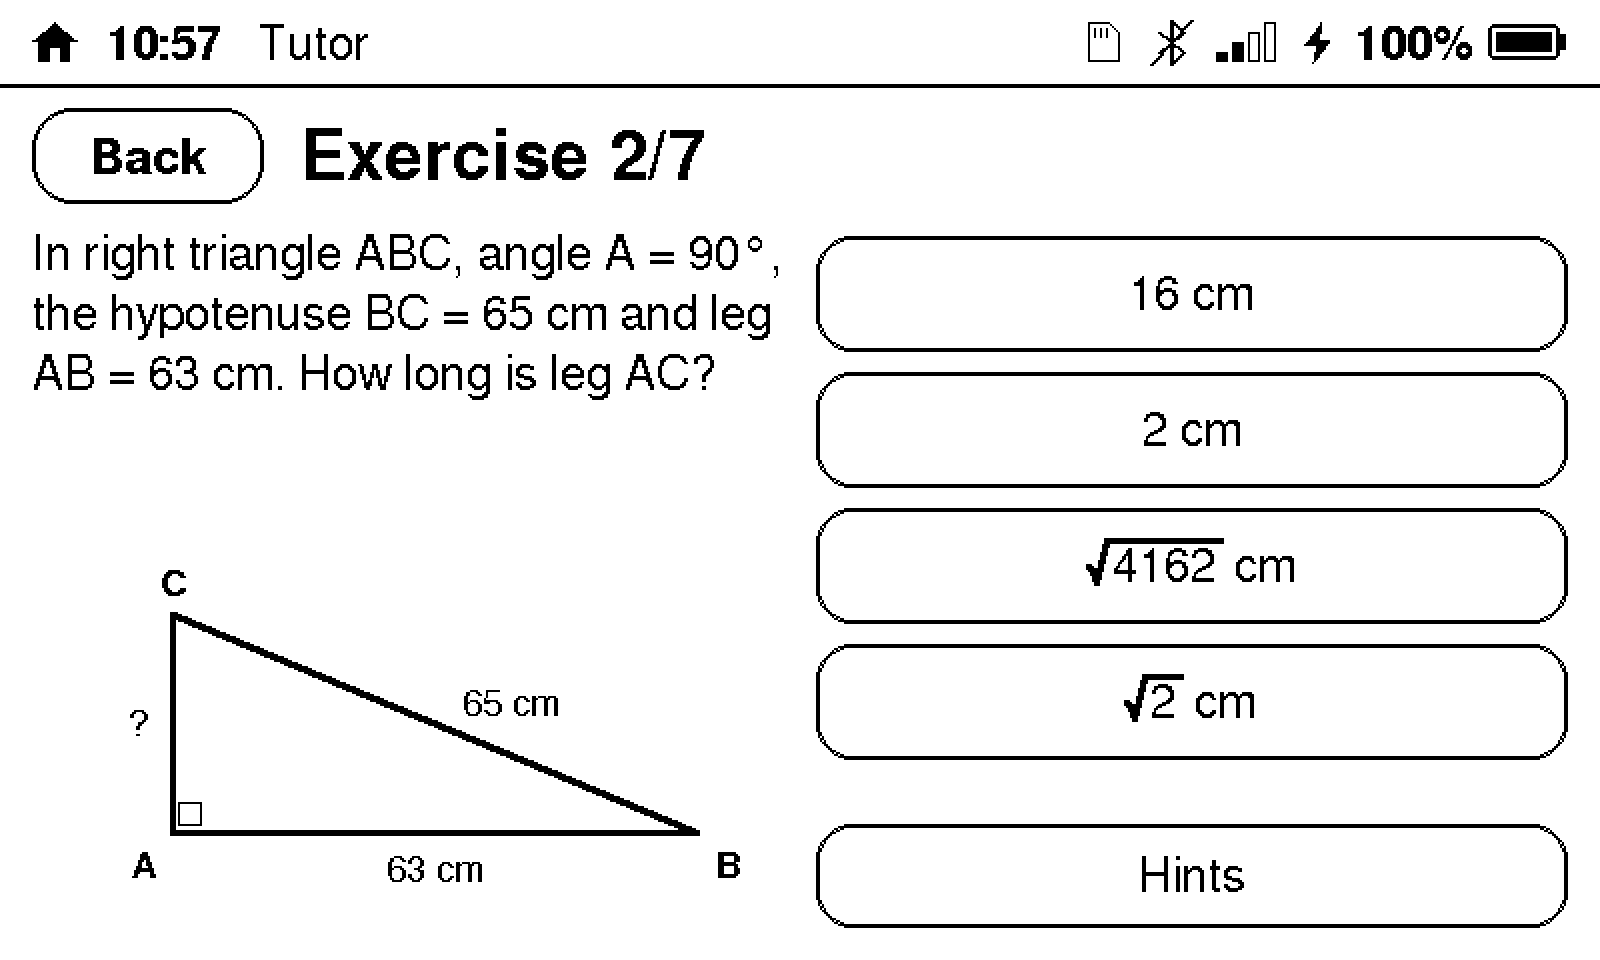 10:57 Tutor 100%
Back Exercise 2/7
In right triangle ABC, angle A = 90°,
the hypotenuse BC = 65 cm and leg
AB = 63 cm. How long is leg AC?
C
?
65 cm
A
63 cm
B
16 cm
2 cm
√4162 cm
√2 cm
Hints